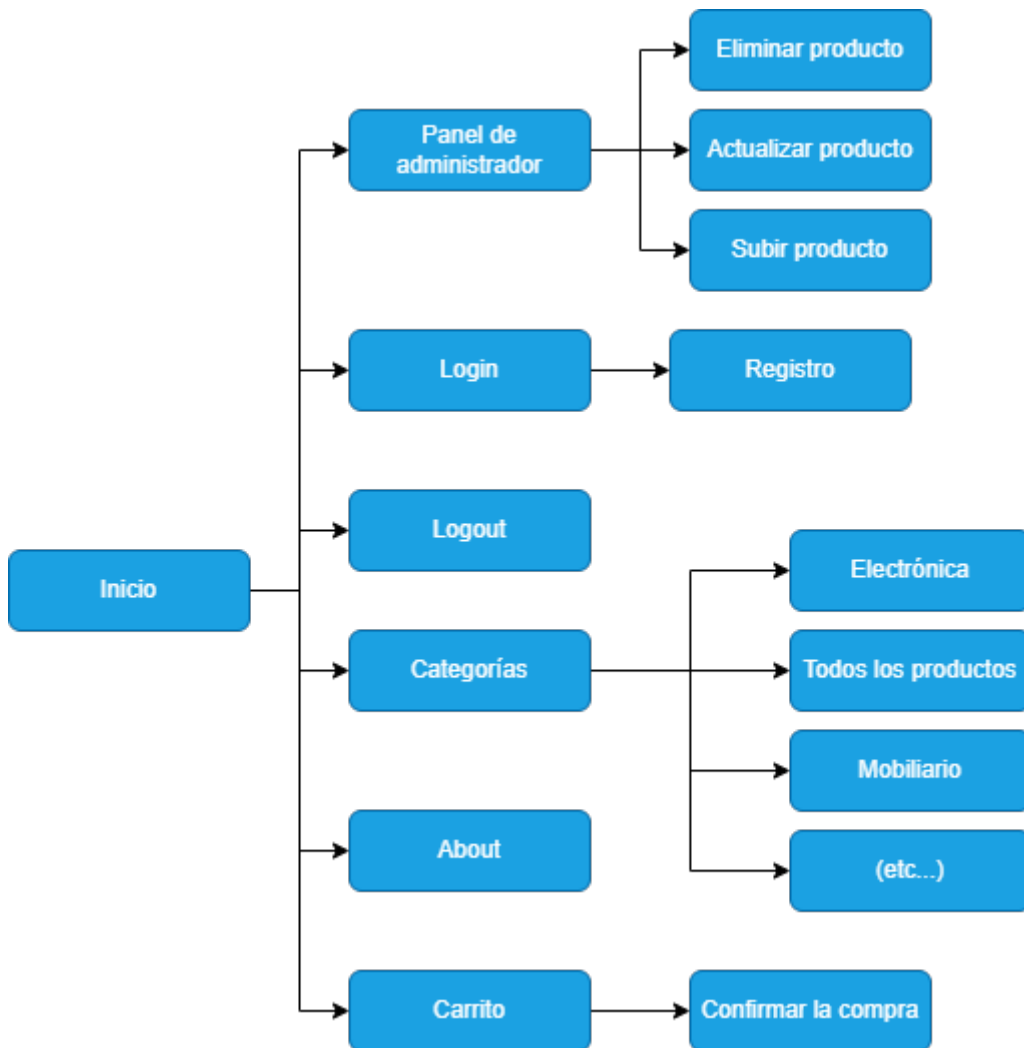 Eliminar producto
Panel de
administrador
Actualizar producto
Subir producto
Login
Registro
Logout
Electrónica
Inicio
Categorías
Todos los productos
Mobiliario
About
(etc...)
Carrito
Confirmar la compra